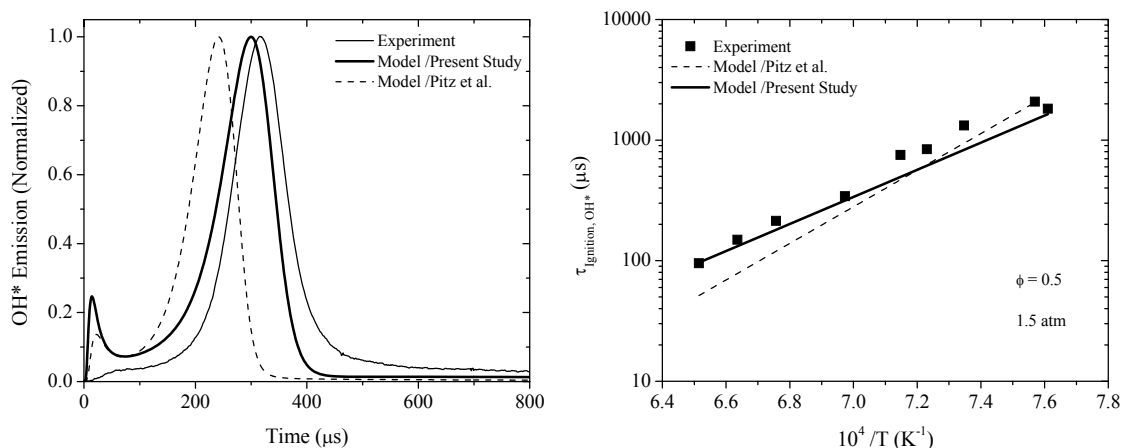 1.0
0.8
0.6
0.4
0.2
0.0
OH* Emission (Normalized)
0
200
400
600
800
Time (μs)
Experiment
Model /Present Study
Model /Pitz et al.
10000
1000
100
10
τIgnition, OH* (μs)
6.4
6.6
6.8
7.0
7.2
7.4
7.6
7.8
10⁴ /T (K⁻¹)
Experiment
Model /Pitz et al.
Model /Present Study
ϕ = 0.5
1.5 atm